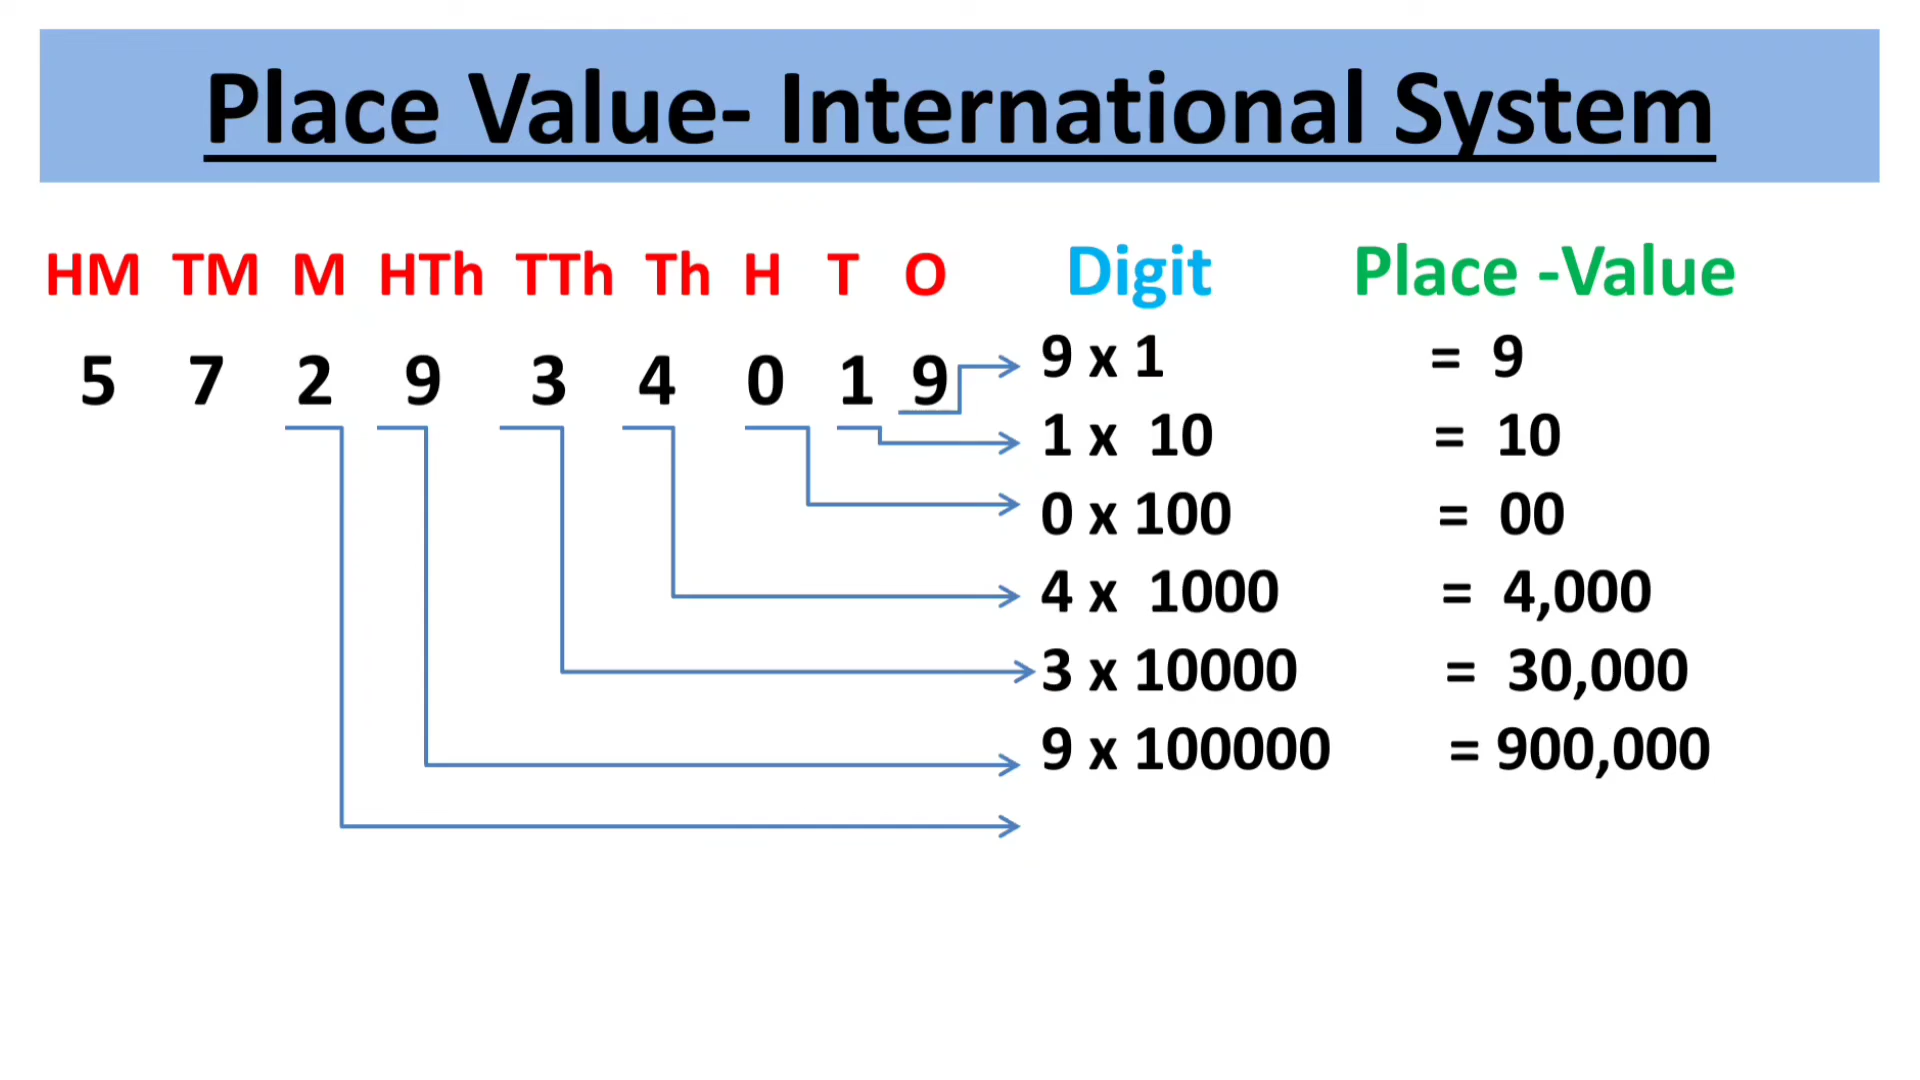 Place Value- International System
HM TM M HTh TTh Th H T O Digit Place -Value
5 7 2 9 3 4 0 1 9
9 x 1 = 9
1 x 10 = 10
0 x 100 = 00
4 x 1000 = 4,000
3 x 10000 = 30,000
9 x 100000 = 900,000